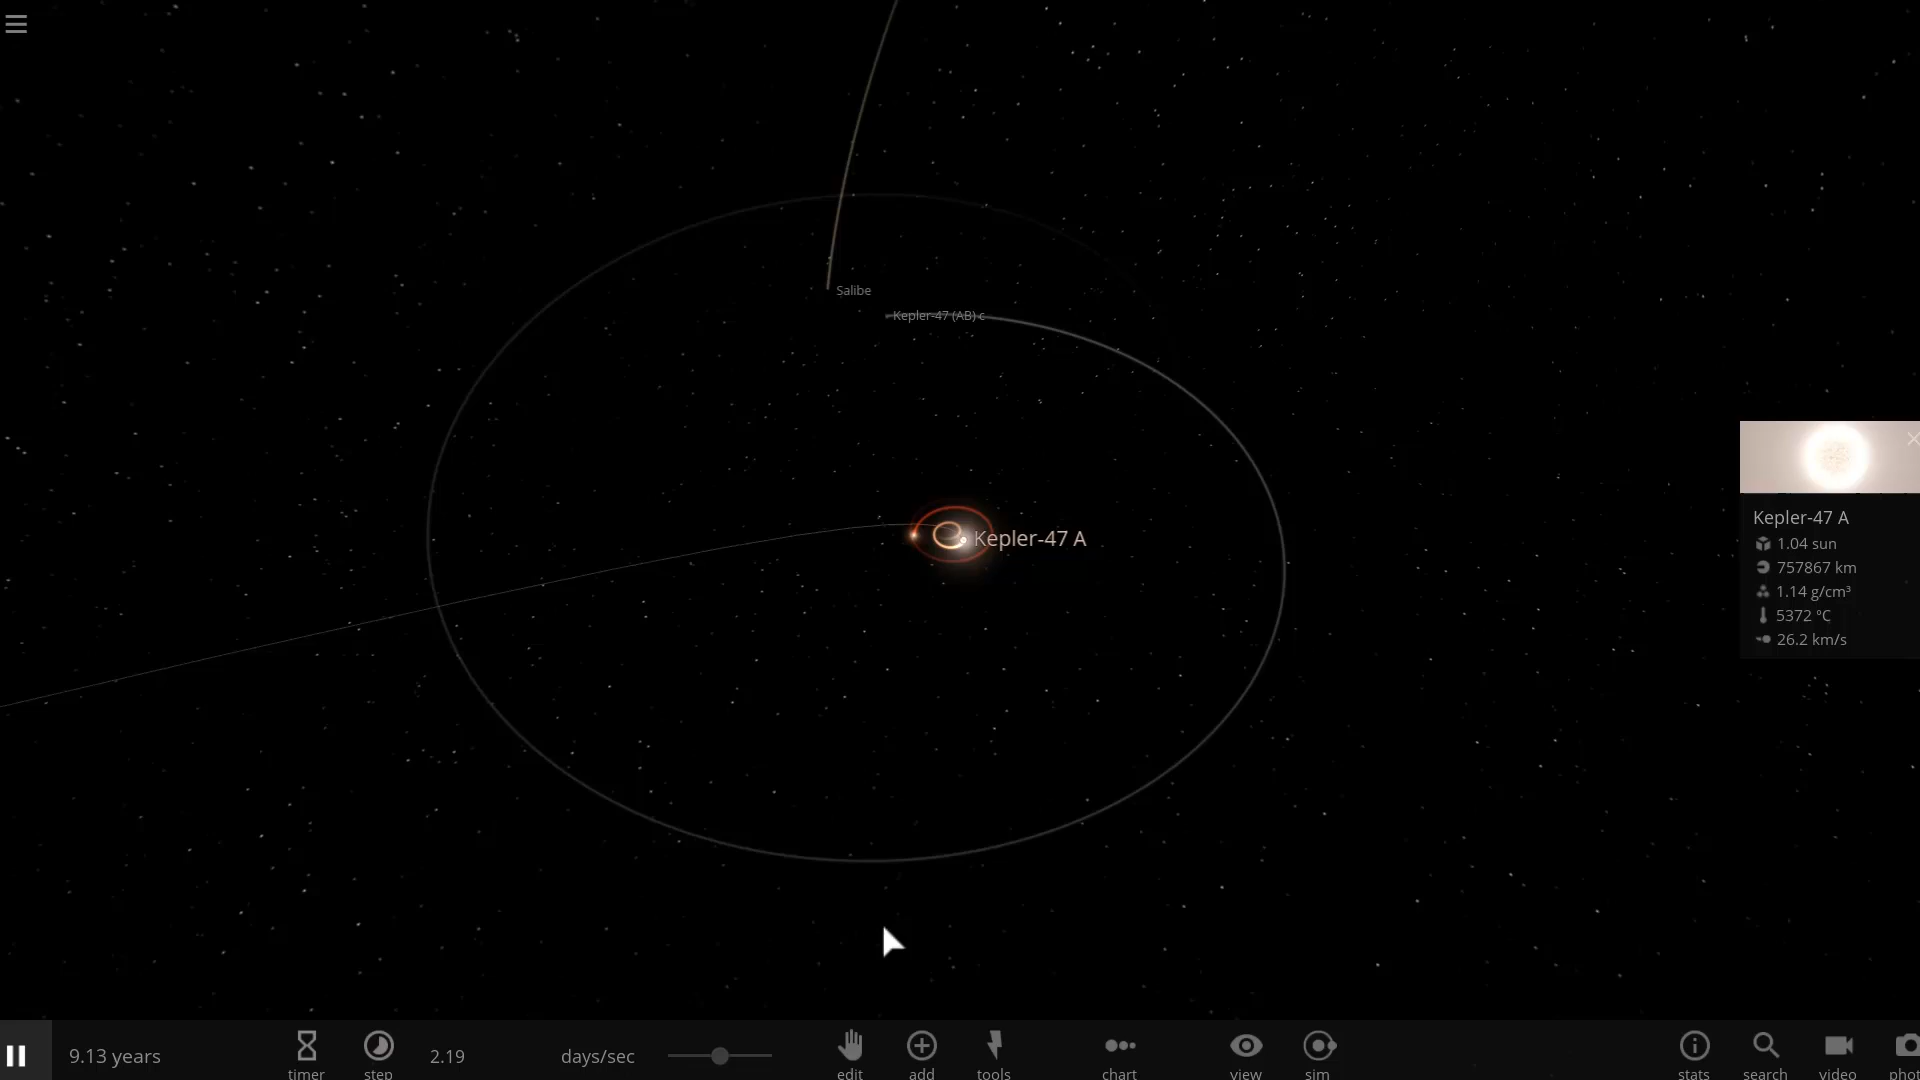 Salibe
Kepler-47 (AB) c
Kepler-47 A
Kepler-47 A
1.04 sun
757867 km
1.14 g/cm³
5372 °C
26.2 km/s
9.13 years
timer
step
2.19
days/sec
edit
add
tools
chart
view
sim
stats
search
video
phot